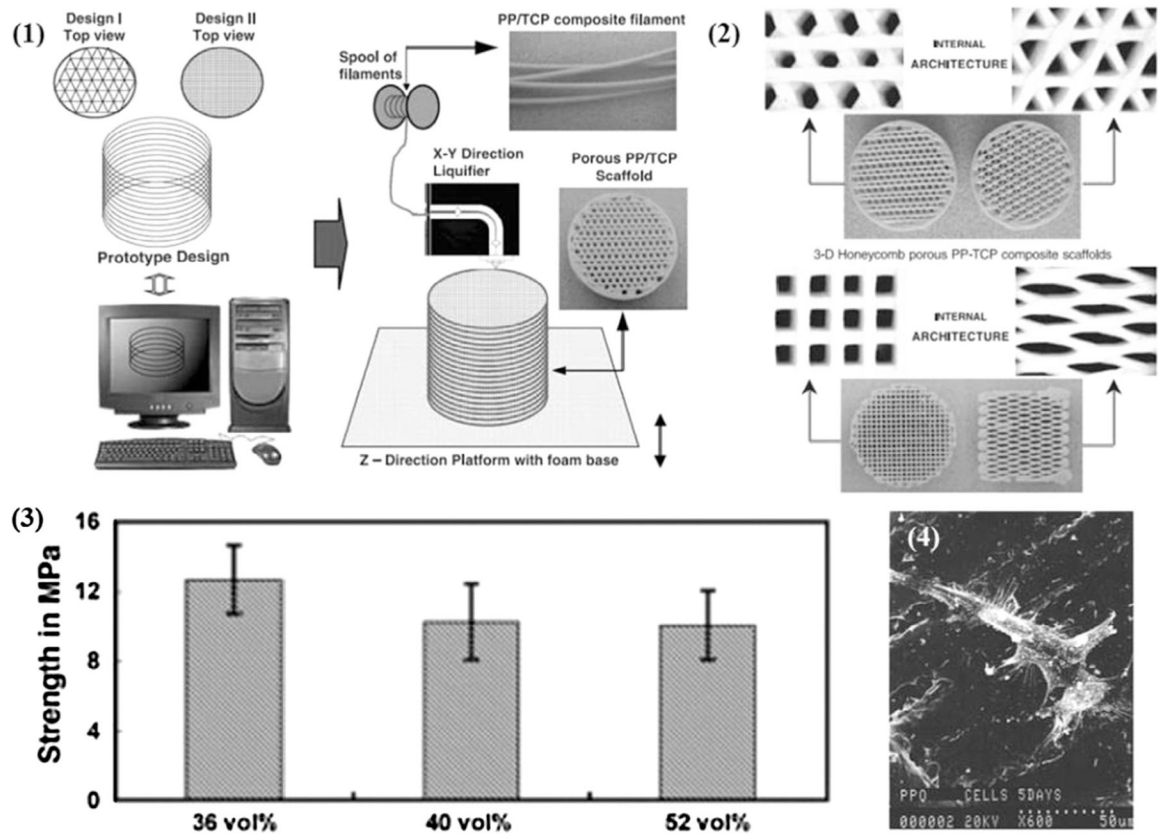 (1)
Design I
Top view
Design II
Top view
Prototype Design
Spool of
filaments
PP/TCP composite filament
X-Y Direction
Liquifier
Porous PP/TCP
Scaffold
Z – Direction Platform with foam base
(2)
INTERNAL
ARCHITECTURE
3-D Honeycomb porous PP-TCP composite scaffolds
INTERNAL
ARCHITECTURE
(3)
Strength in MPa
16
12
8
4
0
36 vol%
40 vol%
52 vol%
(4)
PPO CELLS 5DAYS
000002 20KV X600 50um